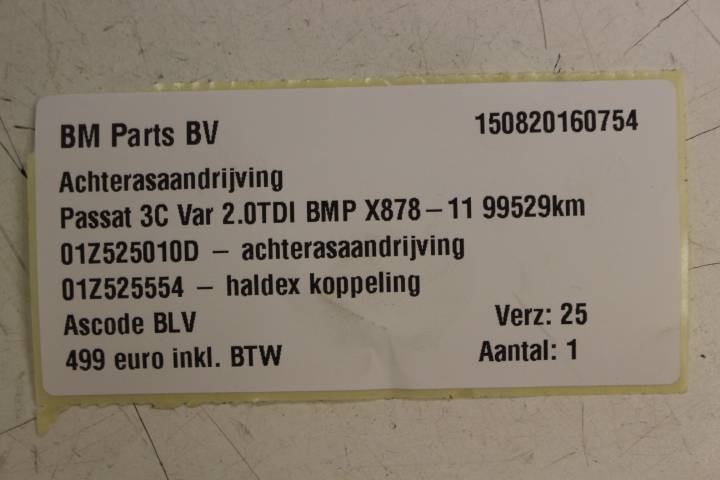 BM Parts BV 150820160754
Achterasaandrijving
Passat 3C Var 2.0TDI BMP X878-11 99529km
01Z525010D - achterasaandrijving
01Z525554 - haldex koppeling
Ascode BLV Verz: 25
499 euro inkl. BTW Aantal: 1